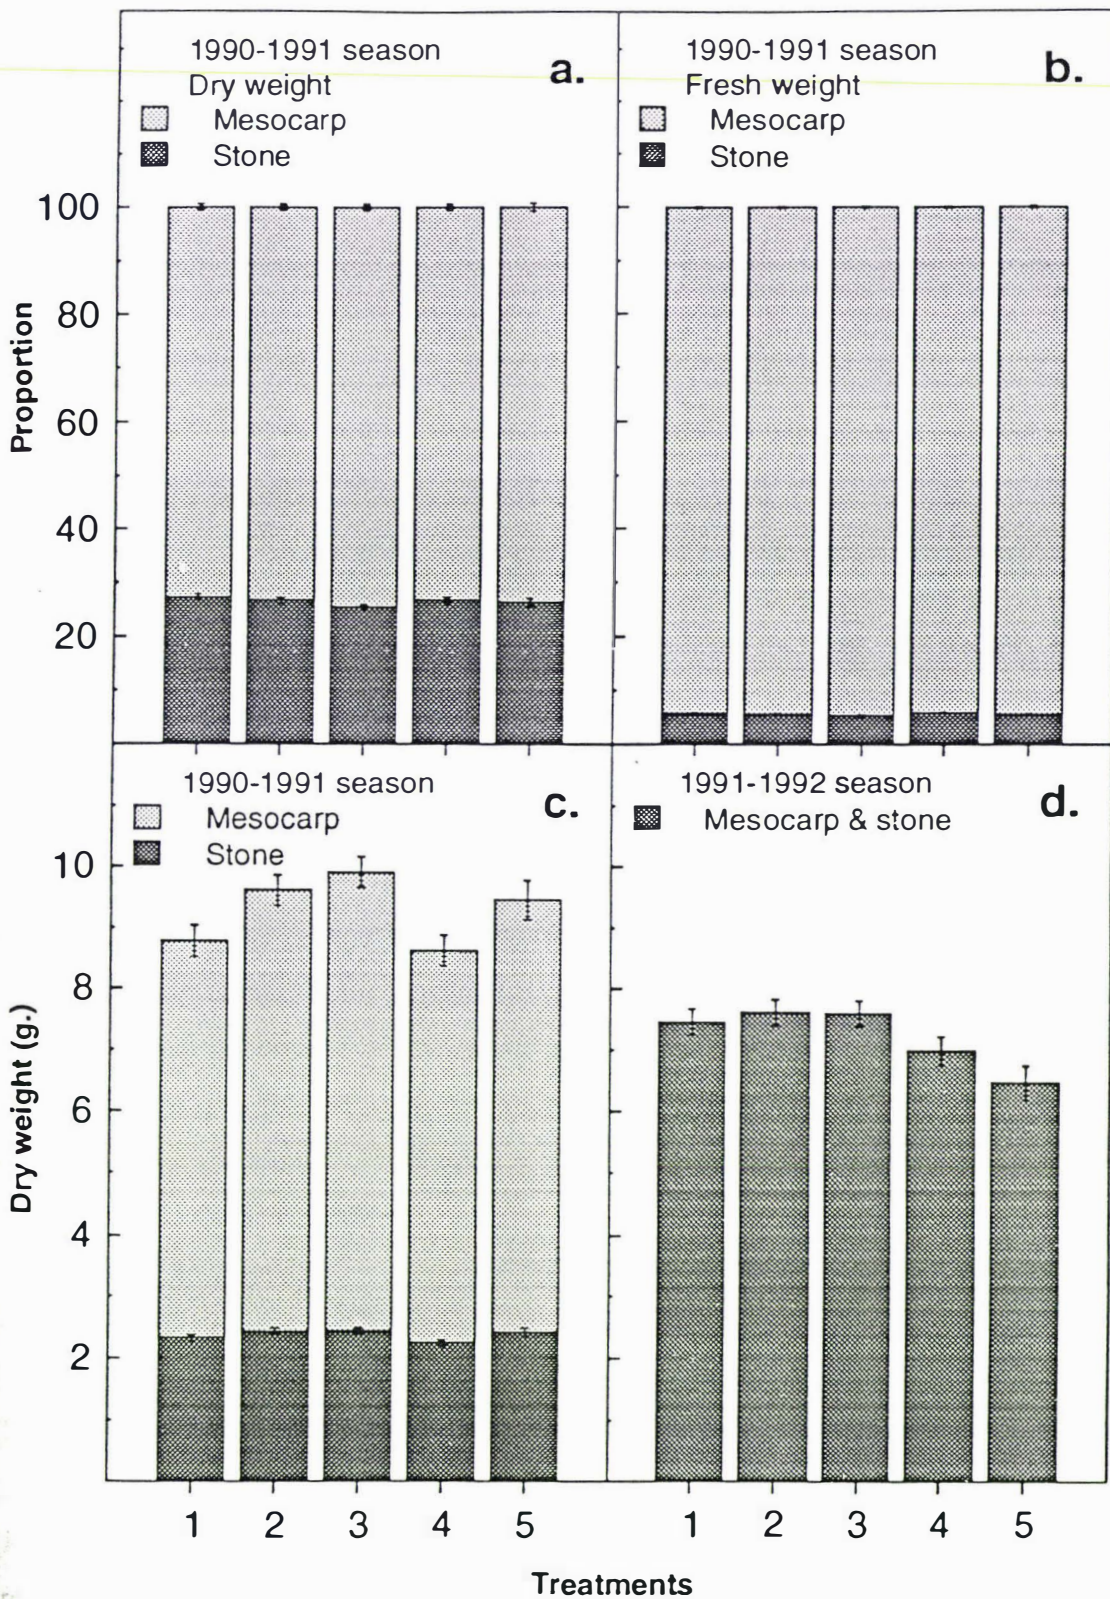 1990-1991 season
a.
Dry weight
Mesocarp
Stone
1990-1991 season
b.
Fresh weight
Mesocarp
Stone
100
80
60
40
20
Proportion
1990-1991 season
c.
Mesocarp
Stone
1991-1992 season
d.
Mesocarp & stone
10
8
6
4
2
Dry weight (g.)
1 2 3 4 5
1 2 3 4 5
Treatments